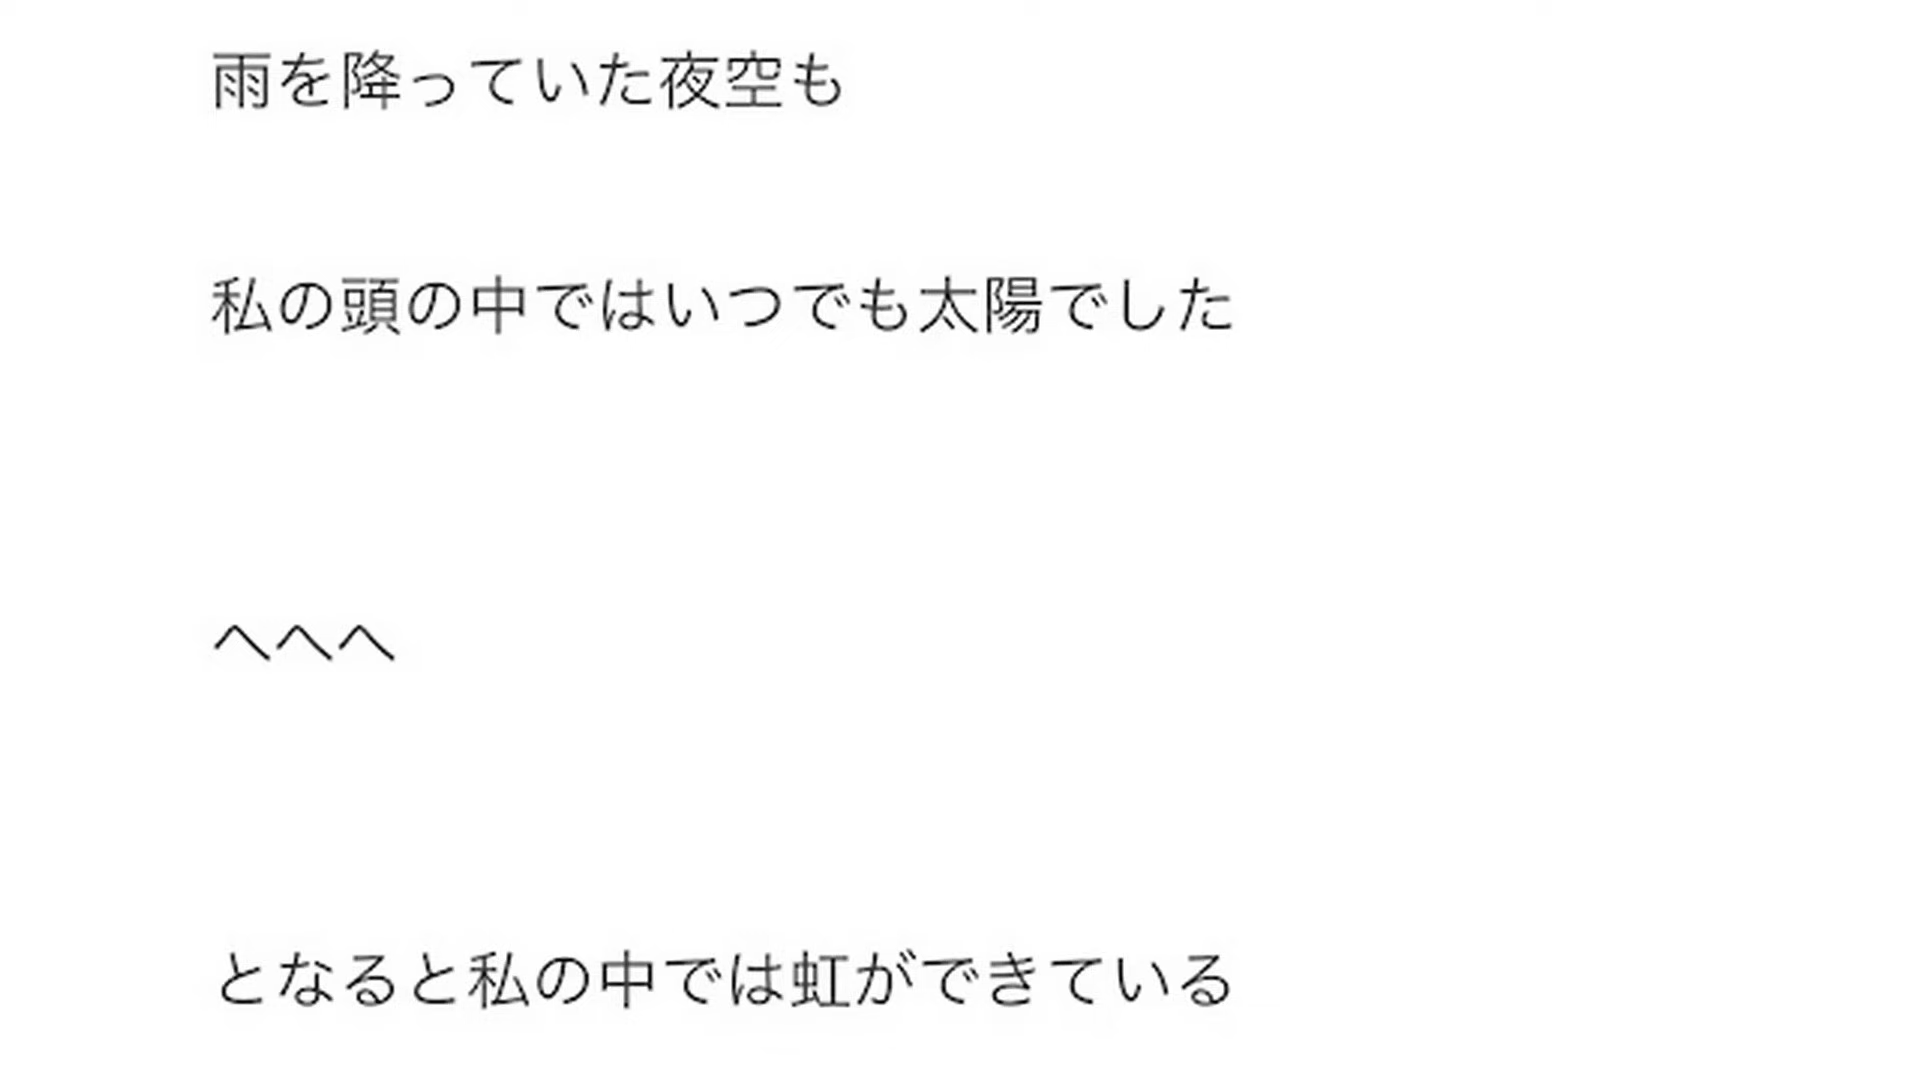 雨を降っていた夜空も
私の頭の中ではいつでも太陽でした
へへへ
となると私の中では虹ができている